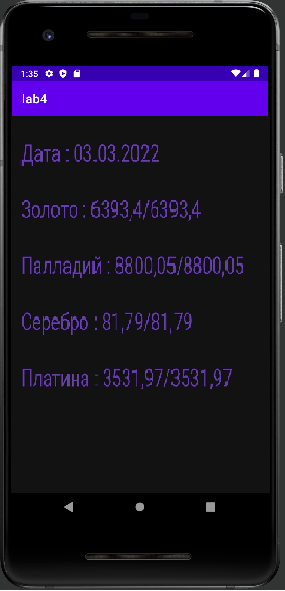 1:35
lab4
Дата : 03.03.2022
Золото : 6393,4/6393,4
Палладий : 8800,05/8800,05
Серебро : 81,79/81,79
Платина : 3531,97/3531,97